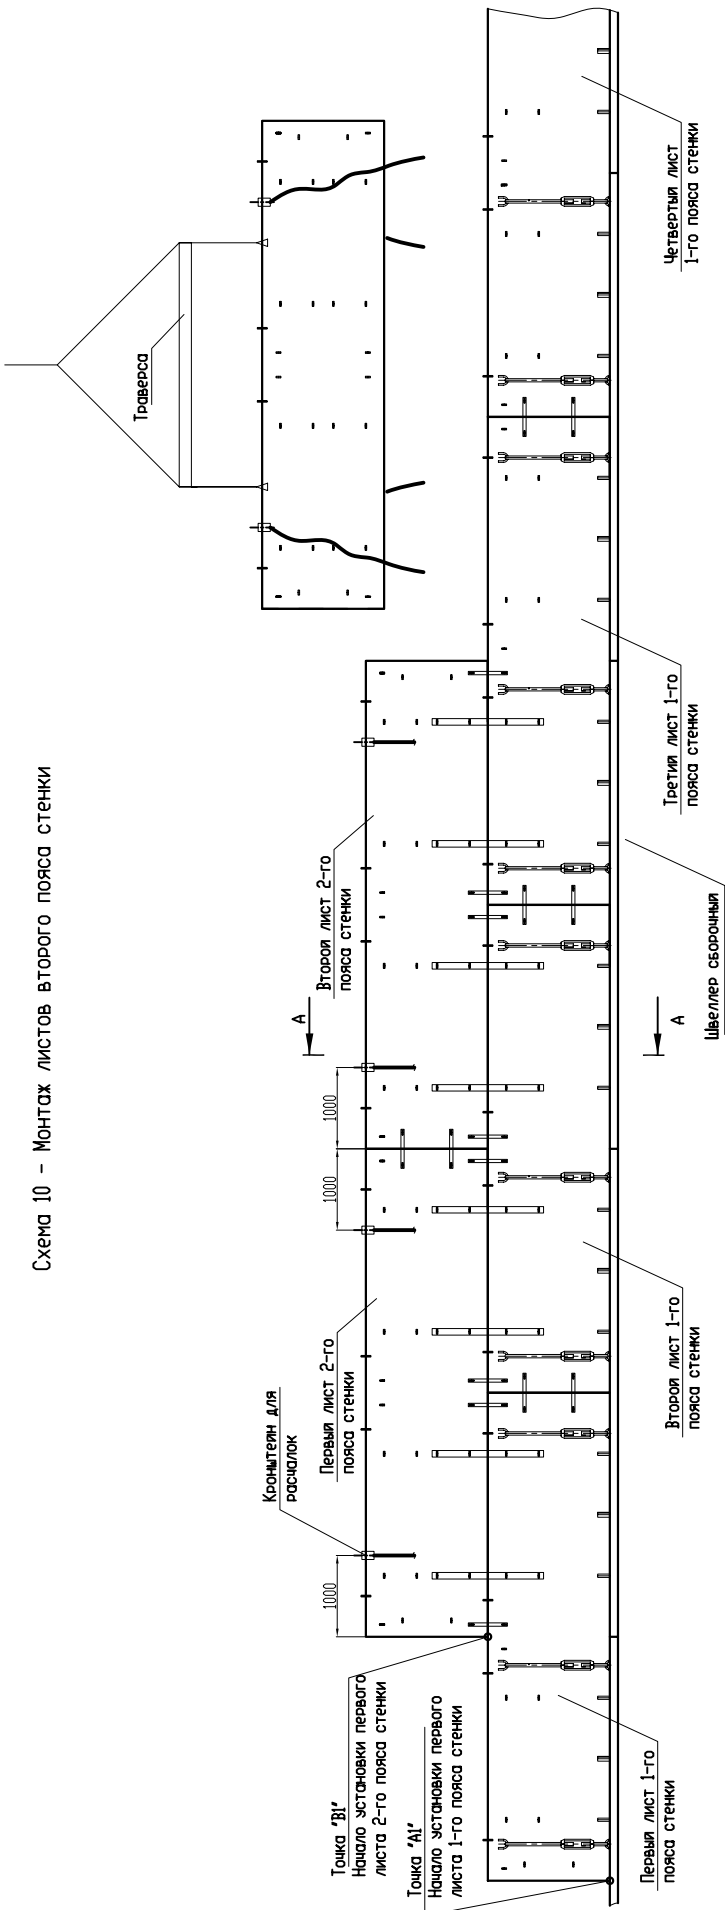 Схема 10 - Монтаж листов второго пояса стенки
Траверса
Четвертый лист
1-го пояса стенки
Третий лист 1-го
пояса стенки
Второй лист 2-го
пояса стенки
Швеллер сборочный
А
А
1000
1000
Первый лист 2-го
пояса стенки
Второй лист 1-го
пояса стенки
Кронштейн для
расчалок
1000
Точка "В1"
Начало установки первого
листа 2-го пояса стенки
Точка "А1"
Начало установки первого
листа 1-го пояса стенки
Первый лист 1-го
пояса стенки